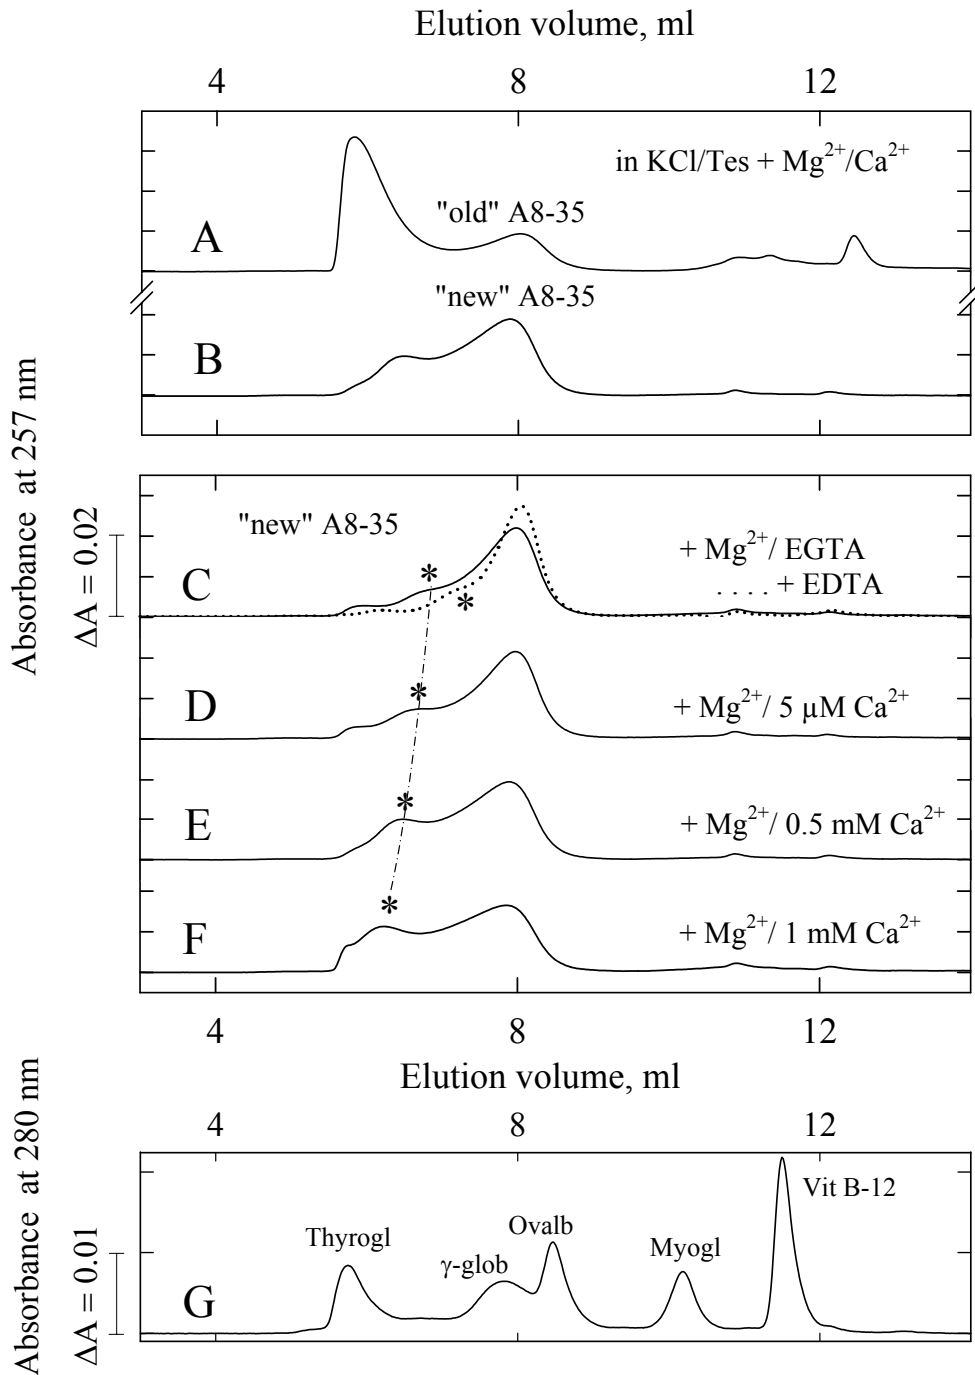 Elution volume, ml
4 8 12
in KCl/Tes + Mg²⁺/Ca²⁺
"old" A8-35
A
"new" A8-35
B
Absorbance at 257 nm
ΔA = 0.02
"new" A8-35
+ Mg²⁺/ EGTA
C
* .... + EDTA
*
*
D
+ Mg²⁺/ 5 µM Ca²⁺
*
E
+ Mg²⁺/ 0.5 mM Ca²⁺
*
F
+ Mg²⁺/ 1 mM Ca²⁺
4 8 12
Elution volume, ml
4 8 12
Absorbance at 280 nm
ΔA = 0.01
Vit B-12
Thyrogl
Ovalb
γ-glob
Myogl
G